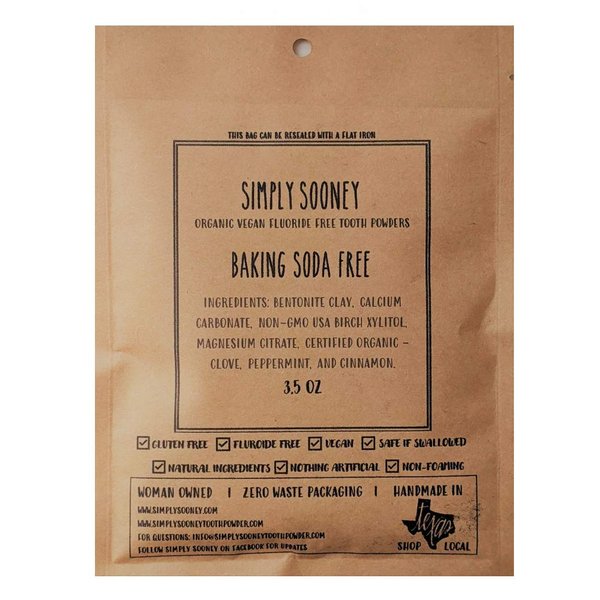 THIS BAG CAN BE RESEALED WITH A FLAT IRON
SIMPLY SOONEY
ORGANIC VEGAN FLUORIDE FREE TOOTH POWDERS
BAKING SODA FREE
INGREDIENTS: BENTONITE CLAY, CALCIUM
CARBONATE, NON-GMO USA BIRCH XYLITOL,
MAGNESIUM CITRATE, CERTIFIED ORGANIC -
CLOVE, PEPPERMINT, AND CINNAMON.
3.5 OZ
GLUTEN FREE FLUROIDE FREE VEGAN SAFE IF SWALLOWED
NATURAL INGREDIENTS NOTHING ARTIFICIAL NON-FOAMING
WOMAN OWNED | ZERO WASTE PACKAGING | HANDMADE IN
WWW.SIMPLYSOONEY.COM
WWW.SIMPLYSOONEYTOOTHPOWDER.COM
FOR QUESTIONS: INFO@SIMPLYSOONEYTOOTHPOWDER.COM
FOLLOW SIMPLY SOONEY ON FACEBOOK FOR UPDATES
texas
SHOP LOCAL